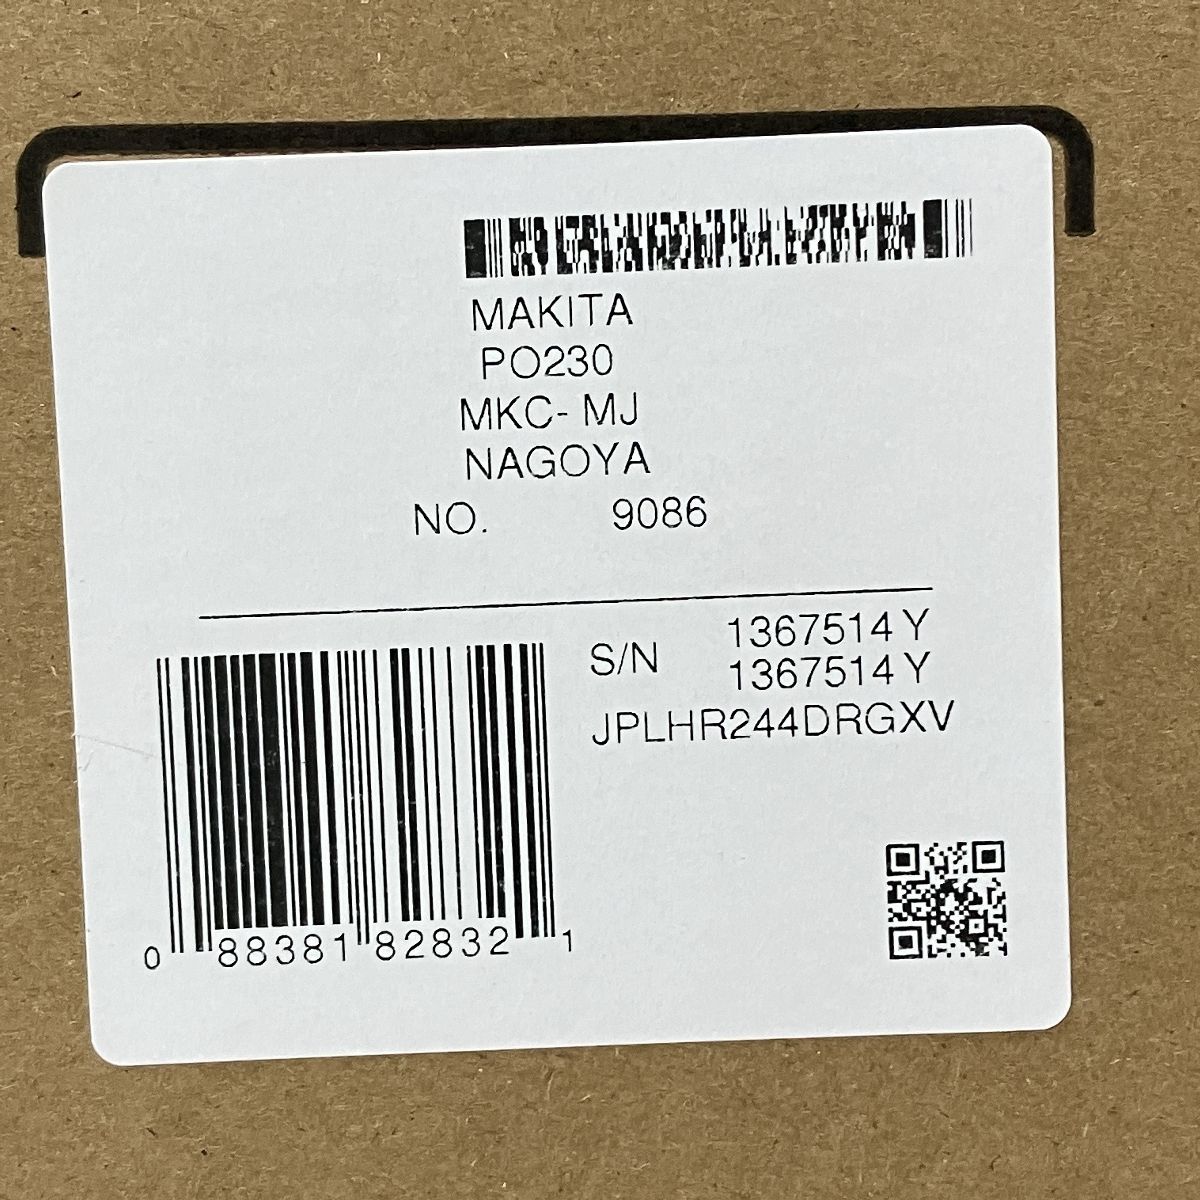 MAKITA
PO230
MKC- MJ
NAGOYA
NO. 9086
S/N 1367514 Y
1367514 Y
JPLHR244DRGXV
0 88381 82832 1